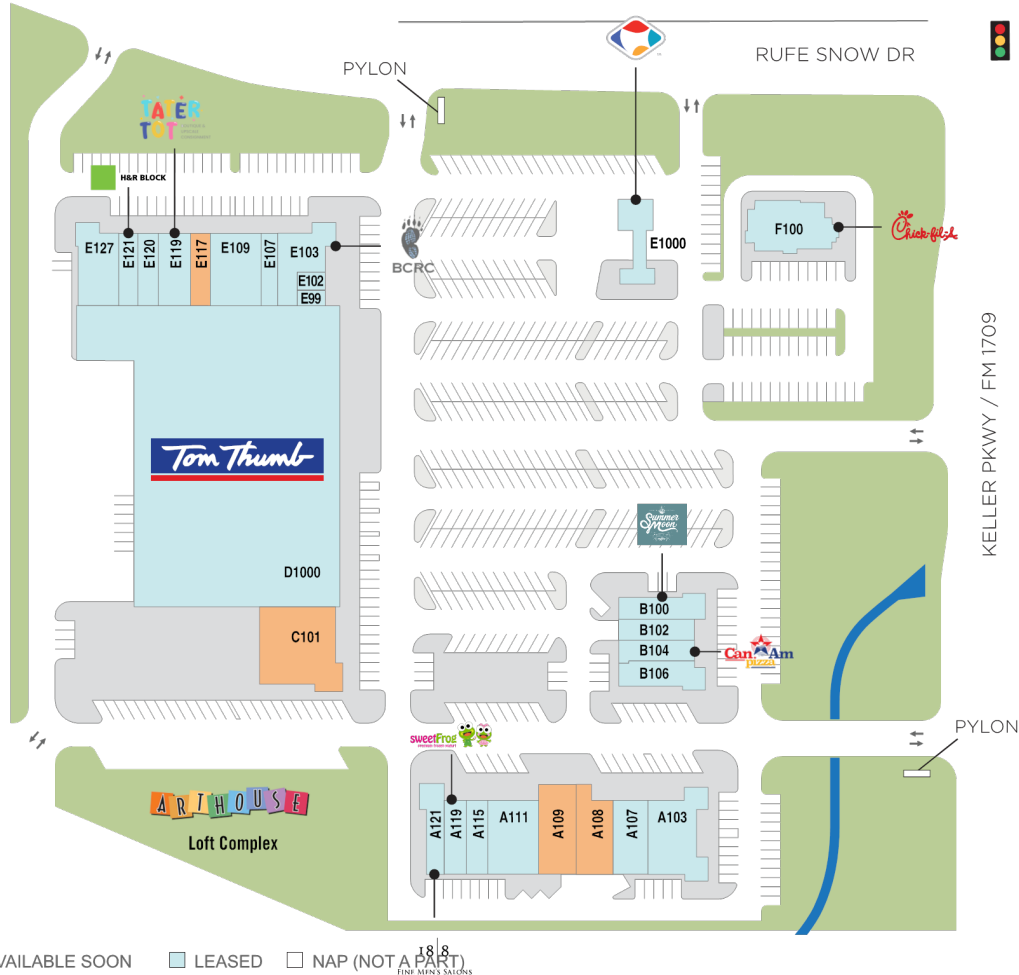 RUFE SNOW DR
PYLON
TATER
TOT
H&R BLOCK
BCRC
E127
E121
E120
E119
E117
E109
E107
E103
E102
E99
E1000
F100
Chick-fil-A
KELLER PKWY / FM 1709
Tom Thumb
D1000
C101
Summer
Moon
B100
B102
B104
B106
Can Am
pizza
PYLON
sweetFrog
ARTHOUSE
Loft Complex
A121
A119
A115
A111
A109
A108
A107
A103
18|8
FINE MEN'S SALONS
VAILABLE SOON
LEASED
NAP (NOT A PART)